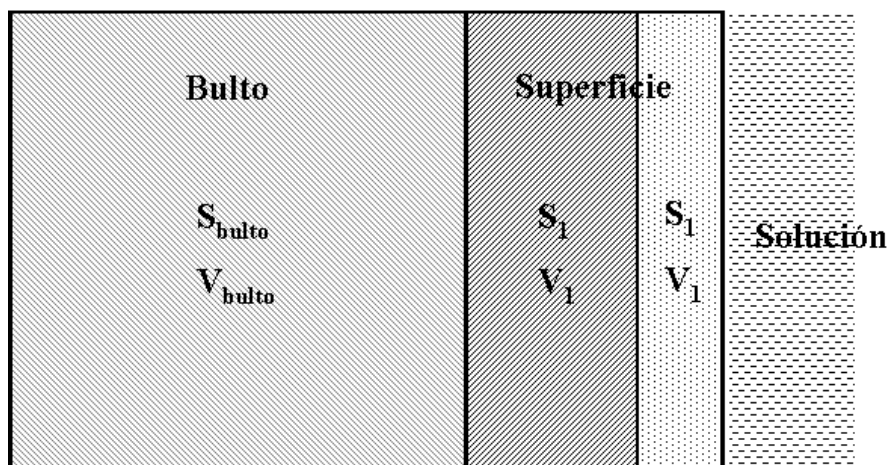 Bulto
Superficie
S_bulto
S_1
S_1
Solución
V_bulto
V_1
V_1